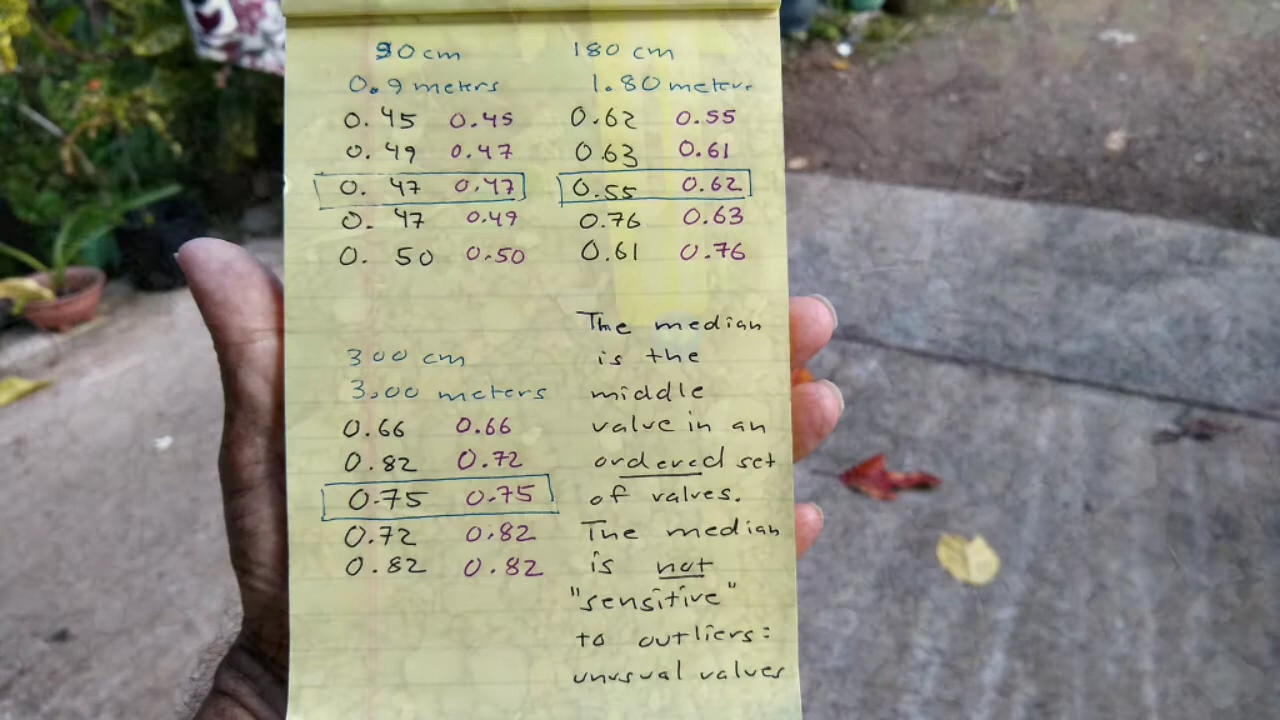 90 cm
0.9 meters
0.45 0.45
0.49 0.47
0.47 0.47
0.47 0.49
0.50 0.50
180 cm
1.80 meters
0.62 0.55
0.63 0.61
0.55 0.62
0.76 0.63
0.61 0.76
300 cm
3.00 meters
0.66 0.66
0.82 0.72
0.75 0.75
0.72 0.82
0.82 0.82
The median
is the
middle
value in an
ordered set
of values.
The median
is not
"sensitive"
to outliers:
unusual values